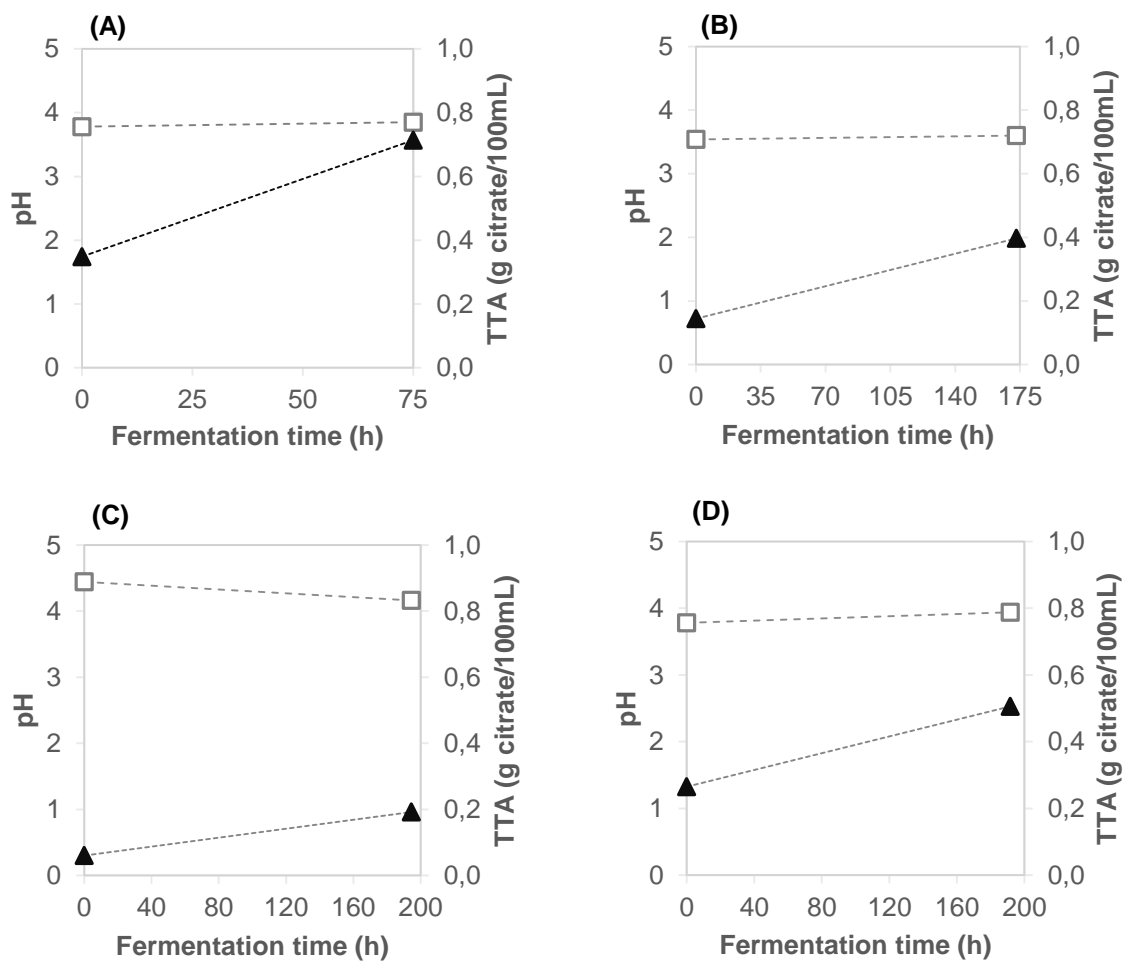 (A)
5
4
3
2
1
0
pH
1,0
0,8
0,6
0,4
0,2
0,0
TTA (g citrate/100mL)
0 25 50 75
Fermentation time (h)
(B)
5
4
3
2
1
0
pH
1,0
0,8
0,6
0,4
0,2
0,0
TTA (g citrate/100mL)
0 35 70 105 140 175
Fermentation time (h)
(C)
5
4
3
2
1
0
pH
1,0
0,8
0,6
0,4
0,2
0,0
TTA (g citrate/100mL)
0 40 80 120 160 200
Fermentation time (h)
(D)
5
4
3
2
1
0
pH
1,0
0,8
0,6
0,4
0,2
0,0
TTA (g citrate/100mL)
0 40 80 120 160 200
Fermentation time (h)